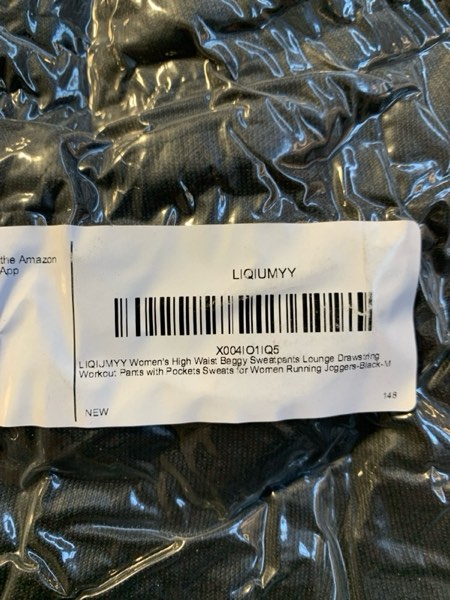 the Amazon
App
LIQIUMYY
X004IO1IQ5
LIQIJMYY Women's High Waist Baggy Sweatpants Lounge Drawstring
Workout Pants with Pockets Sweats for Women Running Joggers-Black-M
NEW
148